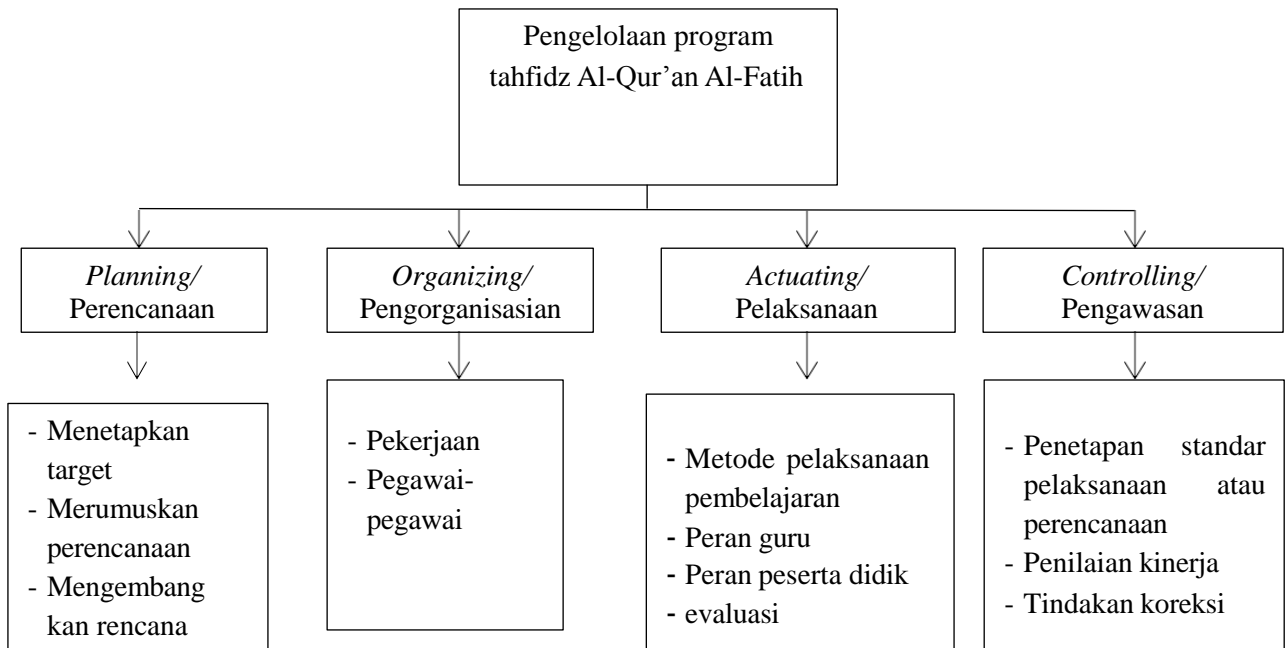 Pengelolaan program
tahfidz Al-Qur’an Al-Fatih
Planning/
Perencanaan
Organizing/
Pengorganisasian
Actuating/
Pelaksanaan
Controlling/
Pengawasan
- Menetapkan
target
- Merumuskan
perencanaan
- Mengembang
kan rencana
- Pekerjaan
- Pegawai-
pegawai
- Metode pelaksanaan
pembelajaran
- Peran guru
- Peran peserta didik
- evaluasi
- Penetapan standar
pelaksanaan atau
perencanaan
- Penilaian kinerja
- Tindakan koreksi